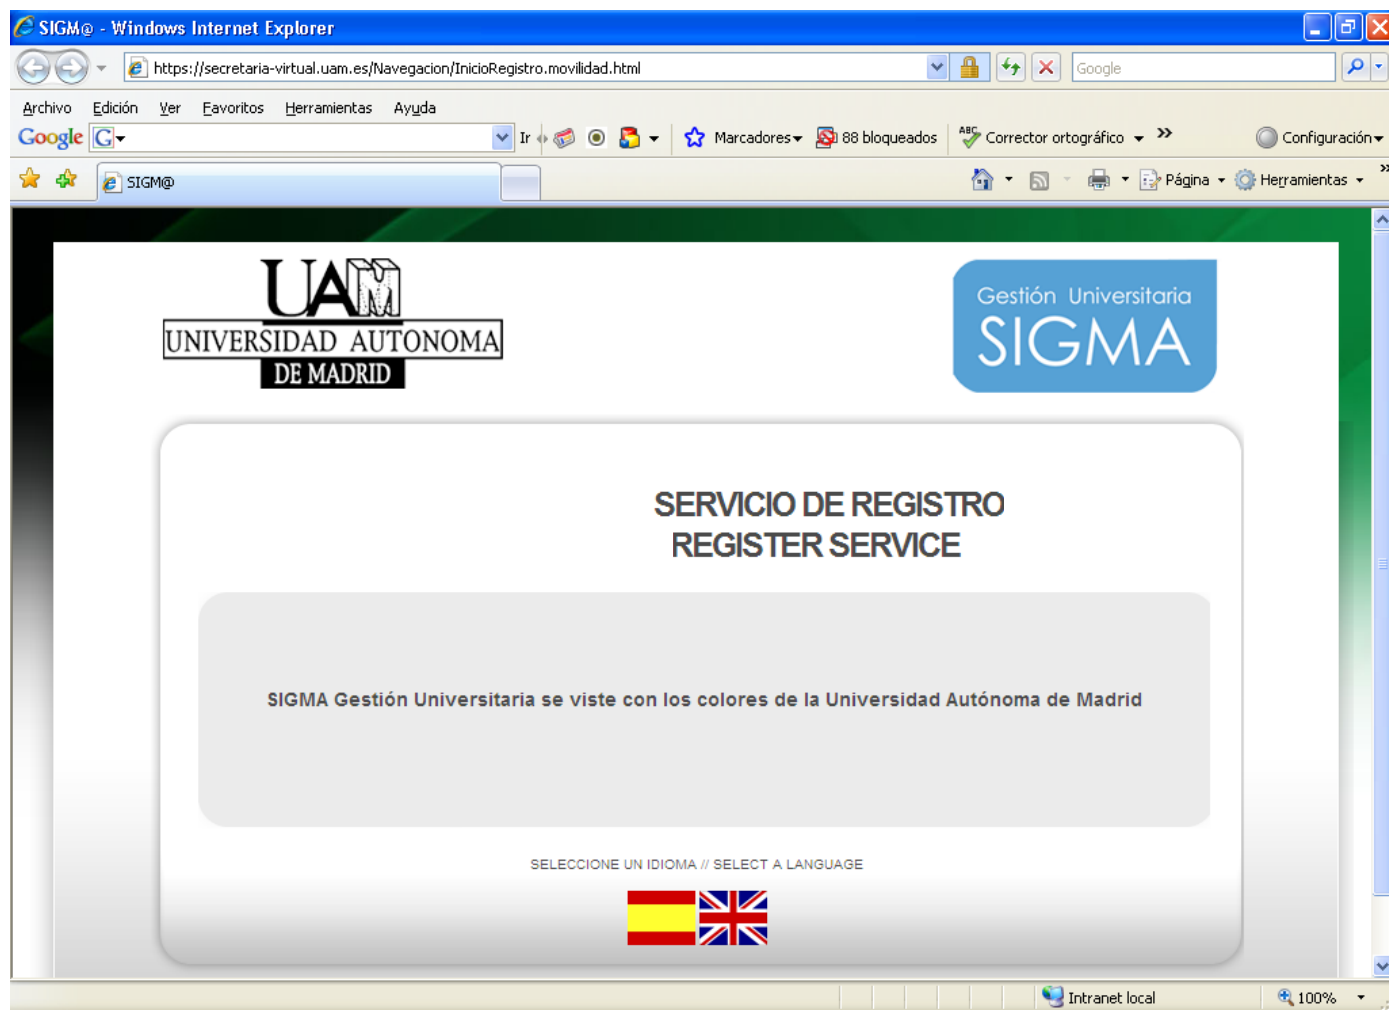 SIGM@ - Windows Internet Explorer
https://secretaria-virtual.uam.es/Navegacion/InicioRegistro.movilidad.html
Google
Archivo Edición Ver Favoritos Herramientas Ayuda
Google G Ir Marcadores 88 bloqueados ABC Corrector ortográfico » Configuración
SIGM@ Página Herramientas »
UAM
UNIVERSIDAD AUTONOMA
DE MADRID
Gestión Universitaria
SIGMA
SERVICIO DE REGISTRO
REGISTER SERVICE
SIGMA Gestión Universitaria se viste con los colores de la Universidad Autónoma de Madrid
SELECCIONE UN IDIOMA // SELECT A LANGUAGE
Intranet local 100%